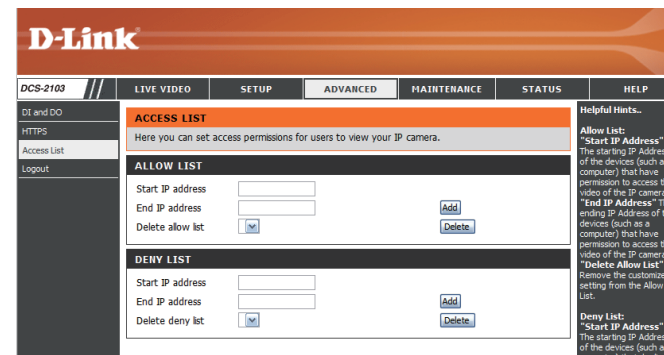 D-Link
DCS-2103 LIVE VIDEO SETUP ADVANCED MAINTENANCE STATUS HELP
DI and DO
HTTPS
Access List
Logout
ACCESS LIST
Here you can set access permissions for users to view your IP camera.
ALLOW LIST
Start IP address
End IP address Add
Delete allow list Delete
DENY LIST
Start IP address
End IP address Add
Delete deny list Delete
Helpful Hints..
Allow List:
"Start IP Address"
The starting IP Addres
of the devices (such a
computer) that have
permission to access t
video of the IP camera
"End IP Address" T
ending IP Address of t
devices (such as a
computer) that have
permission to access t
video of the IP camera
"Delete Allow List"
Remove the customize
setting from the Allow
List.
Deny List:
"Start IP Address"
The starting IP Addres
of the devices (such a